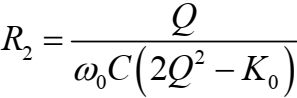 R₂ = Q / (ω₀C(2Q² − K₀))